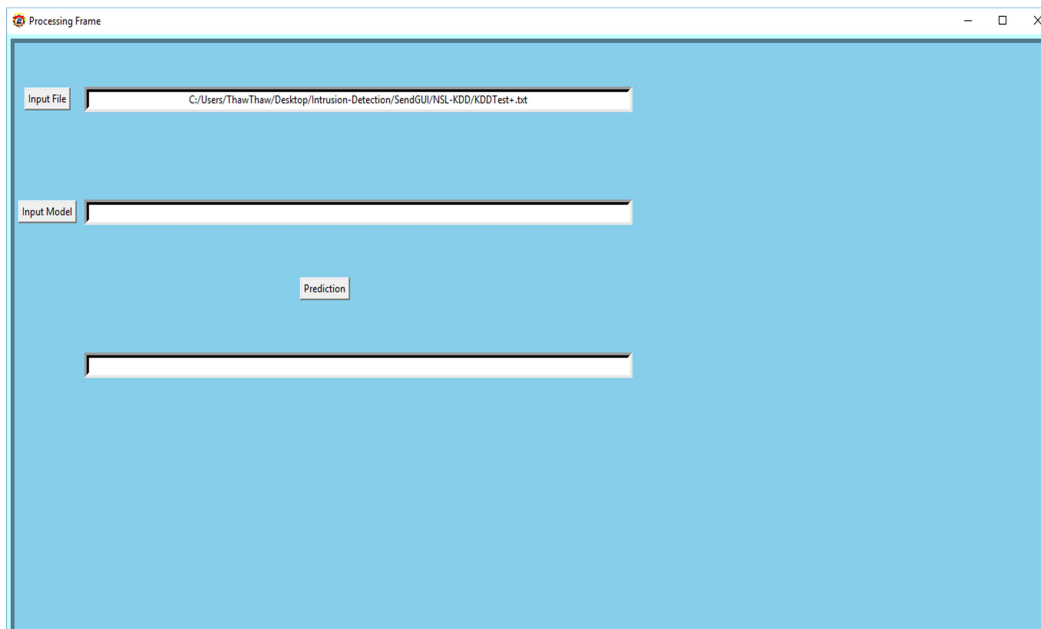 Processing Frame
Input File
C:/Users/ThawThaw/Desktop/Intrusion-Detection/SendGUI/NSL-KDD/KDDTest+.txt
Input Model
Prediction